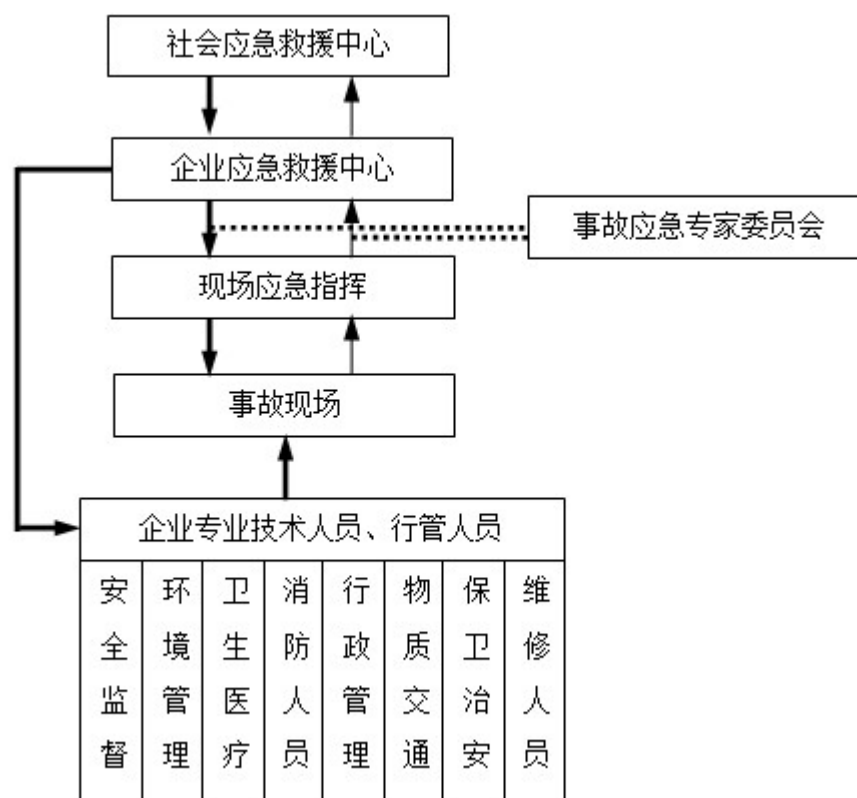 社会应急救援中心
企业应急救援中心
事故应急专家委员会
现场应急指挥
事故现场
企业专业技术人员、行管人员
安全监督
环境管理
卫生医疗
消防人员
行政管理
物质交通
保卫治安
维修人员